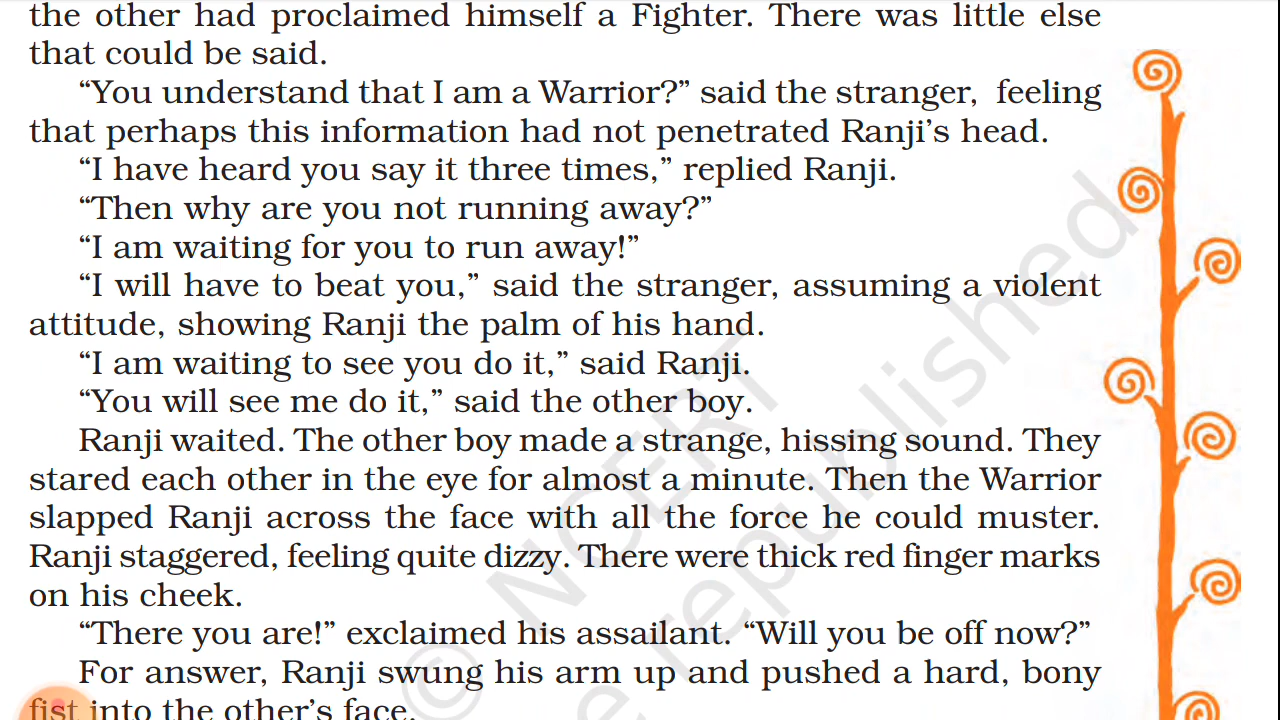 the other had proclaimed himself a Fighter. There was little else
that could be said.
“You understand that I am a Warrior?” said the stranger, feeling
that perhaps this information had not penetrated Ranji’s head.
“I have heard you say it three times,” replied Ranji.
“Then why are you not running away?”
“I am waiting for you to run away!”
“I will have to beat you,” said the stranger, assuming a violent
attitude, showing Ranji the palm of his hand.
“I am waiting to see you do it,” said Ranji.
“You will see me do it,” said the other boy.
Ranji waited. The other boy made a strange, hissing sound. They
stared each other in the eye for almost a minute. Then the Warrior
slapped Ranji across the face with all the force he could muster.
Ranji staggered, feeling quite dizzy. There were thick red finger marks
on his cheek.
“There you are!” exclaimed his assailant. “Will you be off now?”
For answer, Ranji swung his arm up and pushed a hard, bony
fist into the other’s face.
© NCERT
e republished